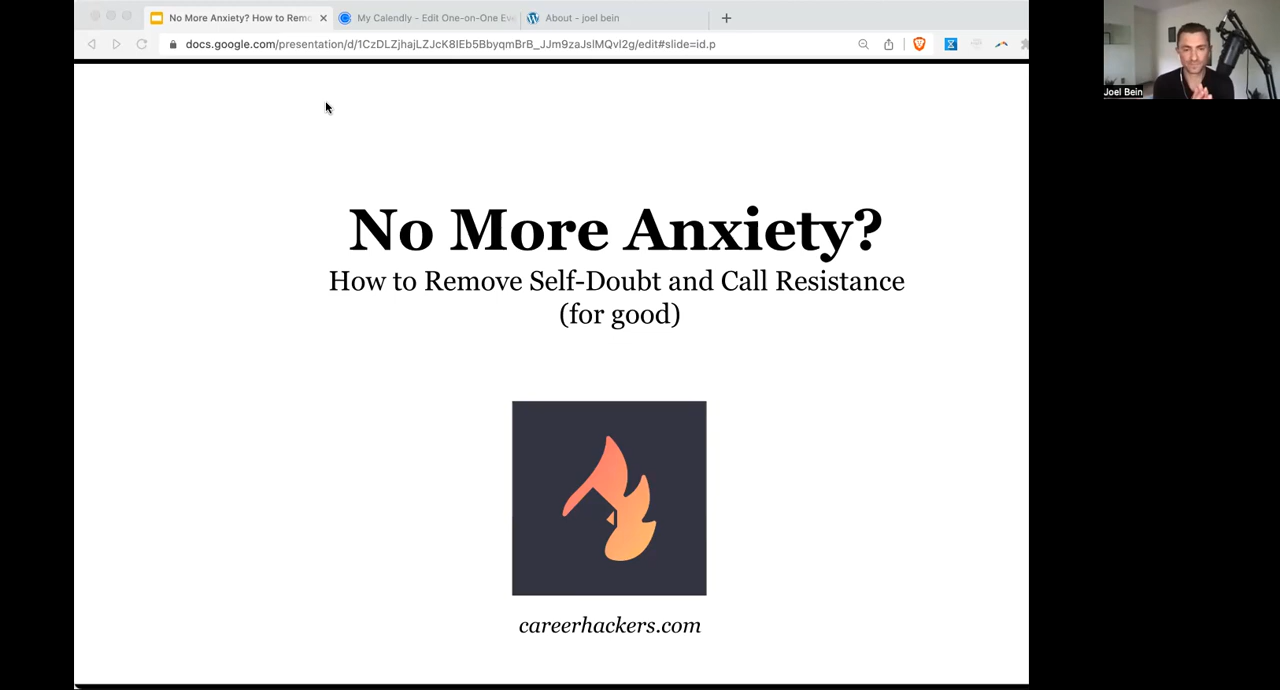 No More Anxiety? How to Remo
My Calendly - Edit One-on-One Eve
About - joel bein
docs.google.com/presentation/d/1CzDLZjhajLZJcK8IEb5BbyqmBrB_JJm9zaJslMQvI2g/edit#slide=id.p
Joel Bein
No More Anxiety?
How to Remove Self-Doubt and Call Resistance
(for good)
careerhackers.com